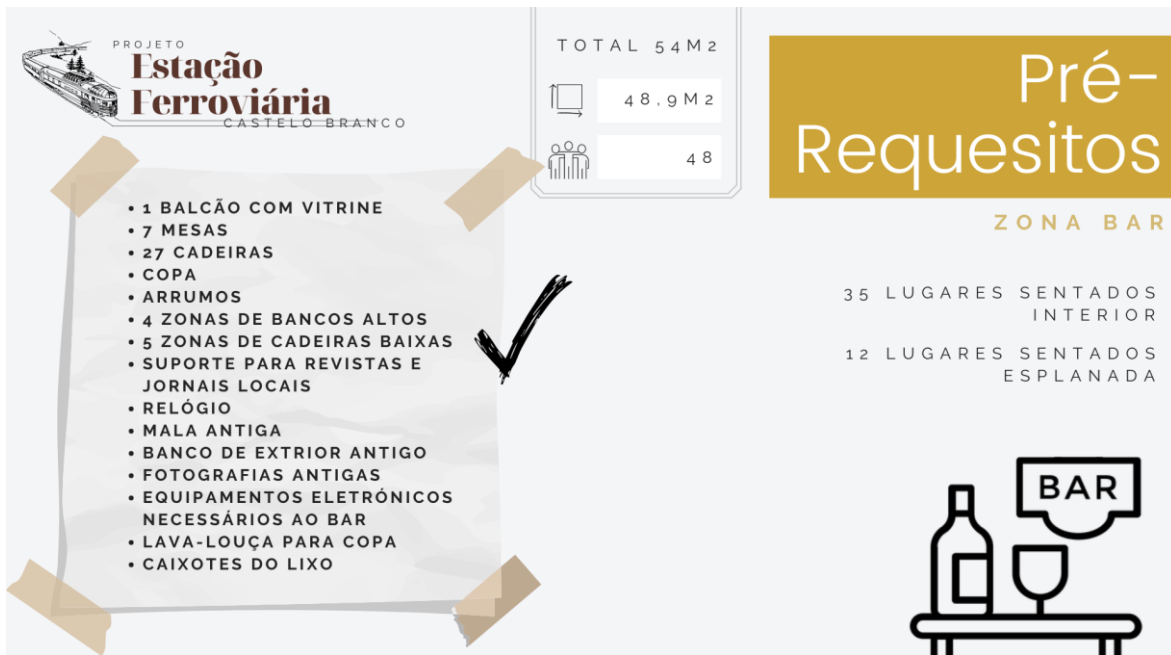 PROJETO
Estação
Ferroviária
CASTELO BRANCO
TOTAL 54M2
48,9M2
48
Pré-
Requesitos
ZONA BAR
• 1 BALCÃO COM VITRINE
• 7 MESAS
• 27 CADEIRAS
• COPA
• ARRUMOS
• 4 ZONAS DE BANCOS ALTOS
• 5 ZONAS DE CADEIRAS BAIXAS
• SUPORTE PARA REVISTAS E
JORNAIS LOCAIS
• RELÓGIO
• MALA ANTIGA
• BANCO DE EXTRIOR ANTIGO
• FOTOGRAFIAS ANTIGAS
• EQUIPAMENTOS ELETRÓNICOS
NECESSÁRIOS AO BAR
• LAVA-LOUÇA PARA COPA
• CAIXOTES DO LIXO
35 LUGARES SENTADOS
INTERIOR
12 LUGARES SENTADOS
ESPLANADA
BAR